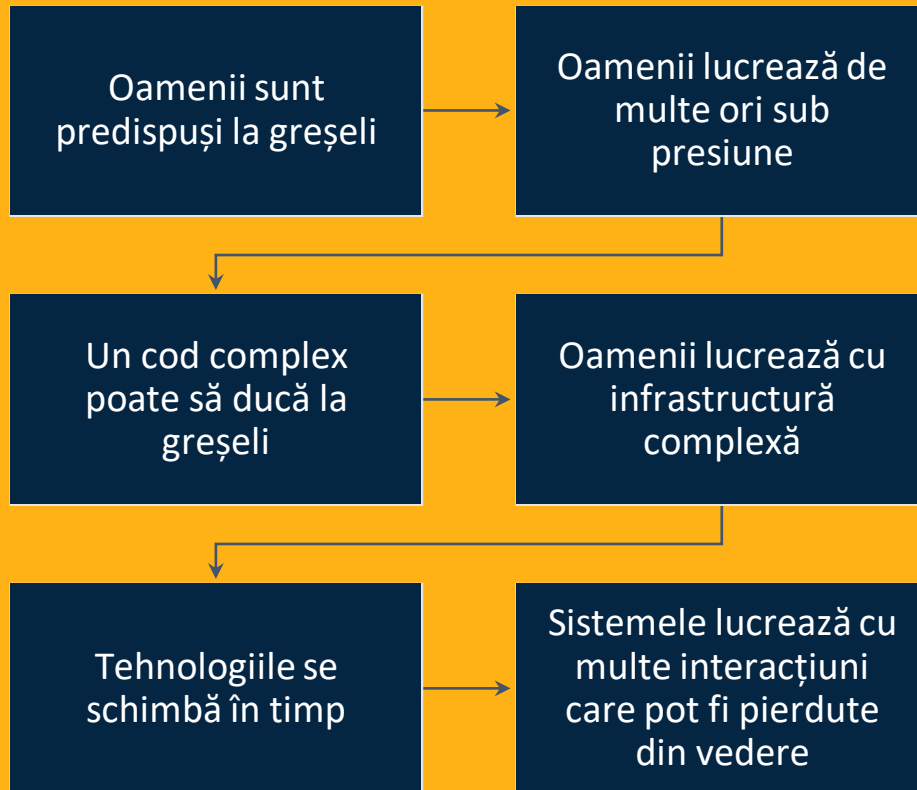 Oamenii sunt
predispuși la greșeli
Oamenii lucrează de
multe ori sub
presiune
Un cod complex
poate să ducă la
greșeli
Oamenii lucrează cu
infrastructură
complexă
Tehnologiile se
schimbă în timp
Sistemele lucrează cu
multe interacțiuni
care pot fi pierdute
din vedere